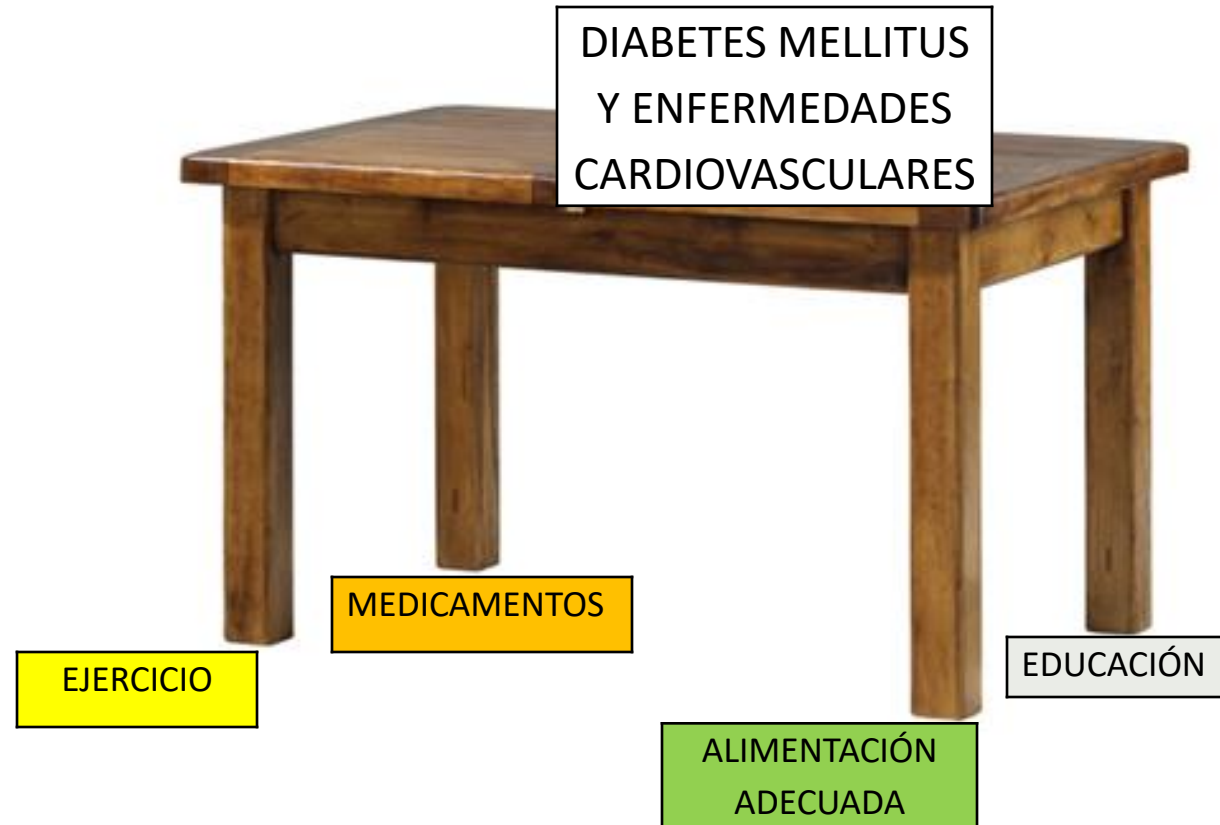 DIABETES MELLITUS
Y ENFERMEDADES
CARDIOVASCULARES
MEDICAMENTOS
EJERCICIO
EDUCACIÓN
ALIMENTACIÓN
ADECUADA